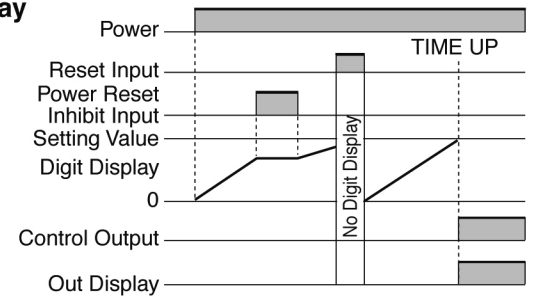 ay
Power
TIME UP
Reset Input
Power Reset
Inhibit Input
Setting Value
Digit Display
0
No Digit Display
Control Output
Out Display